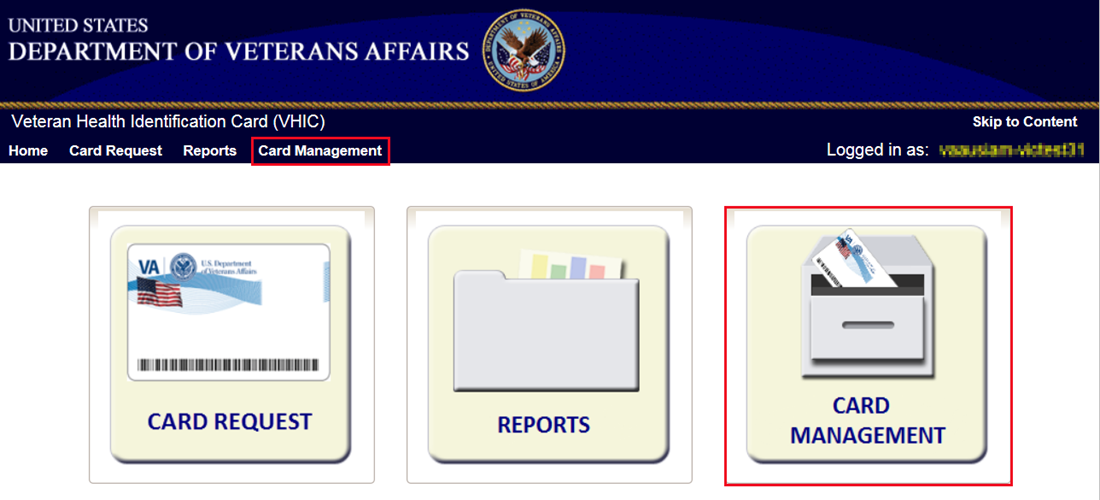 UNITED STATES
DEPARTMENT OF VETERANS AFFAIRS
Veteran Health Identification Card (VHIC)
Skip to Content
Home Card Request Reports Card Management
Logged in as:
VA
U.S. Department
of Veterans Affairs
CARD REQUEST
REPORTS
VA
CARD
MANAGEMENT